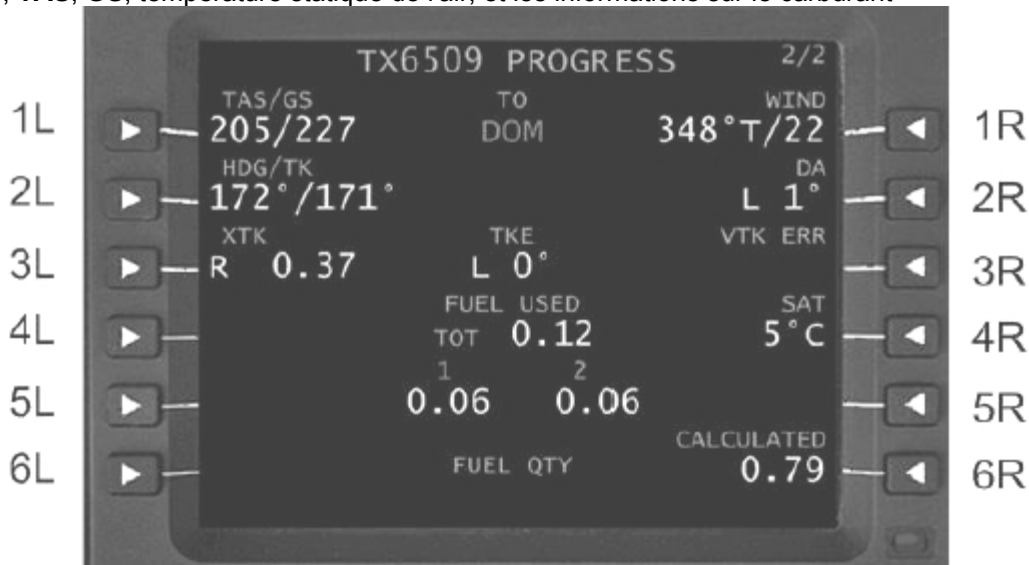 , TAS, GS, température statique de l'air, et les informations sur le carburant
TX6509 PROGRESS 2/2
TAS/GS TO WIND
1L 205/227 DOM 348°T/22 1R
HDG/TK DA
2L 172°/171° L 1° 2R
XTK TKE VTK ERR
3L R 0.37 L 0° 3R
FUEL USED SAT
4L TOT 0.12 5°C 4R
1 2
5L 0.06 0.06 5R
CALCULATED
6L FUEL QTY 0.79 6R